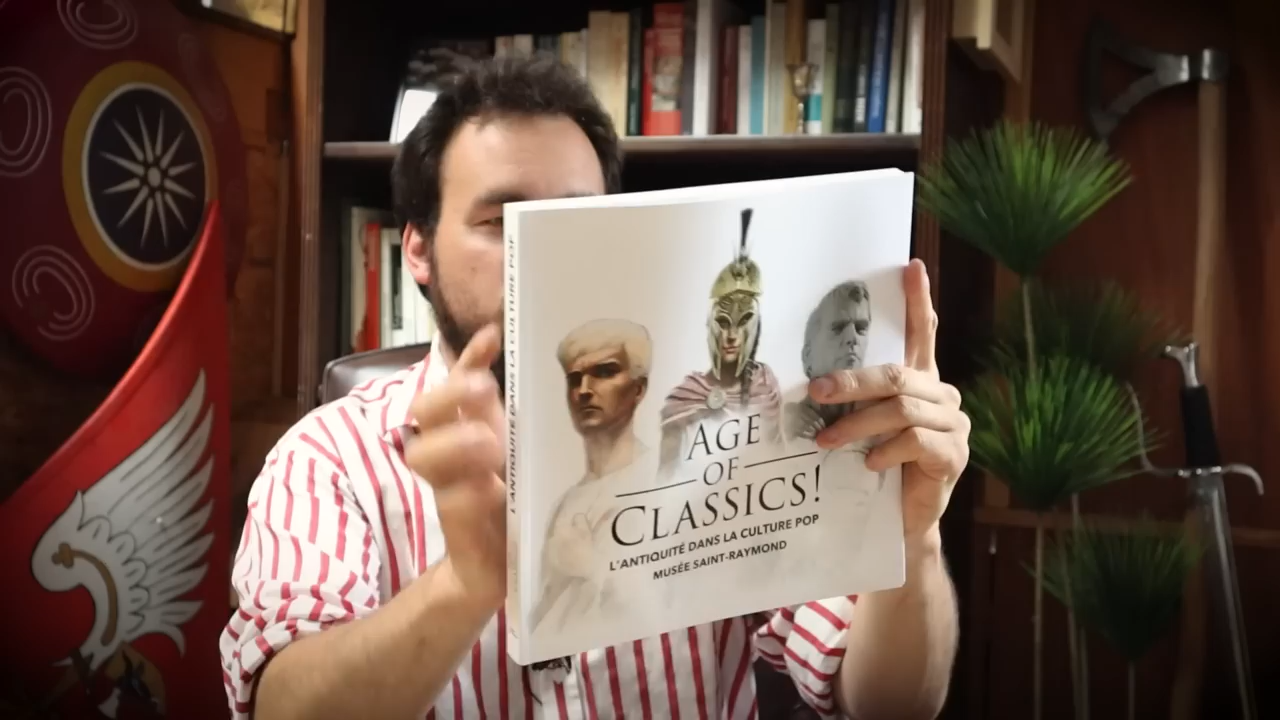 AGE
OF
CLASSICS!
L'ANTIQUITÉ DANS LA CULTURE POP
MUSÉE SAINT-RAYMOND
L'ANTIQUITÉ DANS LA CULTURE POP